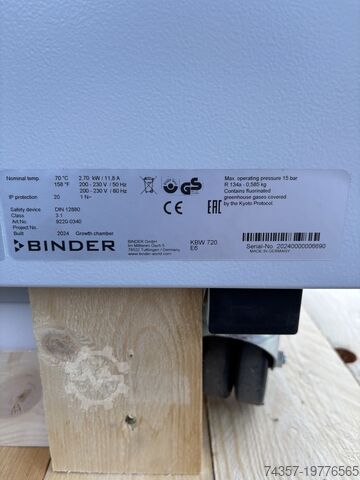 Nominal temp. 70 °C 2,70 kW / 11,8 A
158 °F 200 - 230 V / 50 Hz
200 - 230 V / 60 Hz
IP protection 20 1 N~
Safety device DIN 12880
Class 3.1
Art.No. 9220-0340
Project No.
Built 2024 Growth chamber
Max. operating pressure 15 bar
R 134a - 0,585 kg
Contains fluorinated
greenhouse gases covered
by the Kyoto Protocol
GS
CE EAC
BINDER
BINDER GmbH
Im Mittleren Ösch 5
78532 Tuttlingen / Germany
www.binder-world.com
KBW 720
E6
Serial-No. 20240000006690
MADE IN GERMANY
74357-19776565